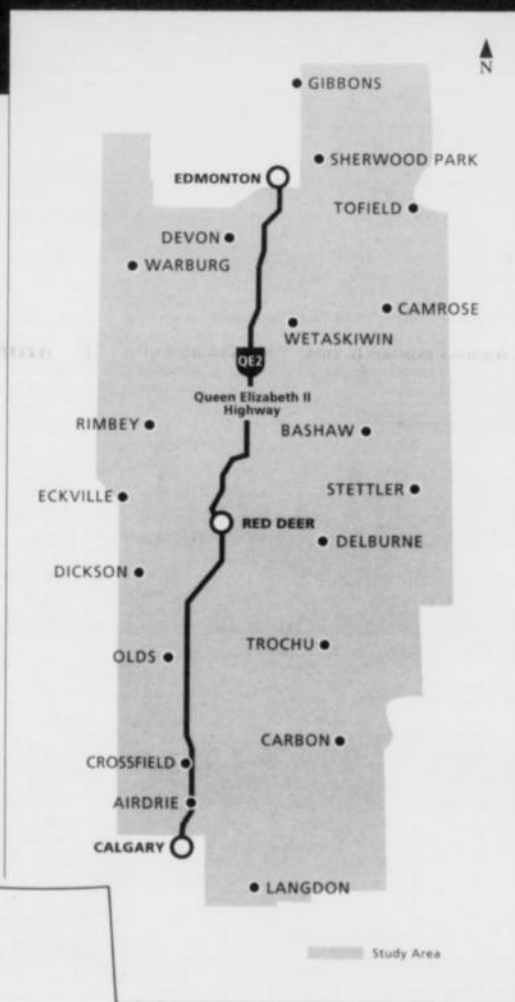 N
GIBBONS
SHERWOOD PARK
EDMONTON
TOFIELD
DEVON
WARBURG
CAMROSE
WETASKIWIN
QE2
Queen Elizabeth II
Highway
RIMBEY
BASHAW
ECKVILLE
STETTLER
RED DEER
DELBURNE
DICKSON
TROCHU
OLDS
CARBON
CROSSFIELD
AIRDRIE
CALGARY
LANGDON
Study Area